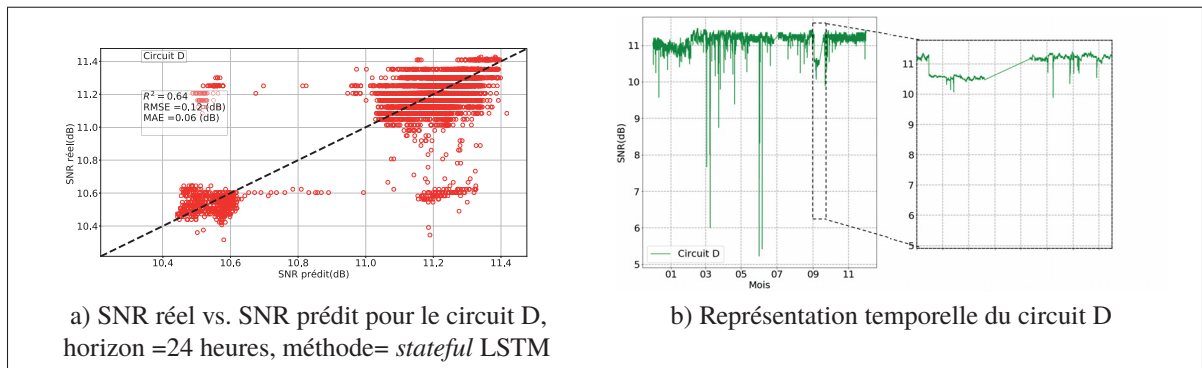 Circuit D
R² = 0.64
RMSE =0.12 (dB)
MAE =0.06 (dB)
SNR réel(dB)
11.4
11.2
11.0
10.8
10.6
10.4
10.4
10.6
10.8
11.0
11.2
11.4
SNR prédit(dB)
a) SNR réel vs. SNR prédit pour le circuit D,
horizon =24 heures, méthode= stateful LSTM
SNR(dB)
11
10
9
8
7
6
5
Circuit D
01
03
05
07
09
11
Mois
11
10
9
8
7
6
5
b) Représentation temporelle du circuit D